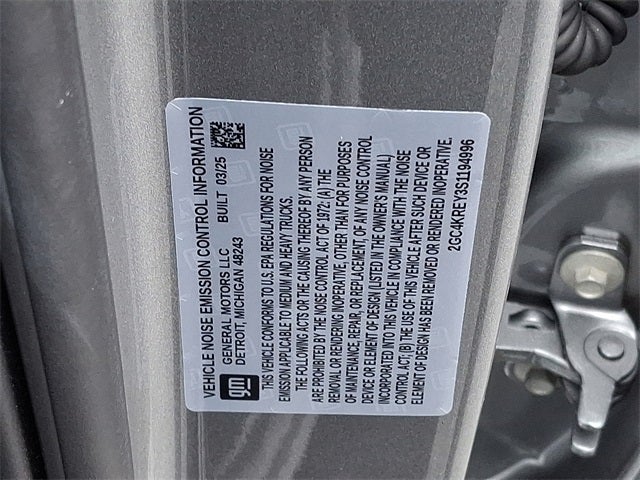 VEHICLE NOISE EMISSION CONTROL INFORMATION
gm
GENERAL MOTORS LLC
DETROIT, MICHIGAN 48243
BUILT 03/25
THIS VEHICLE CONFORMS TO U.S. EPA REGULATIONS FOR NOISE
EMISSION APPLICABLE TO MEDIUM AND HEAVY TRUCKS.
THE FOLLOWING ACTS OR THE CAUSING THEREOF BY ANY PERSON
ARE PROHIBITED BY THE NOISE CONTROL ACT OF 1972: (A) THE
REMOVAL OR RENDERING INOPERATIVE, OTHER THAN FOR PURPOSES
OF MAINTENANCE, REPAIR, OR REPLACEMENT, OF ANY NOISE CONTROL
DEVICE OR ELEMENT OF DESIGN (LISTED IN THE OWNER'S MANUAL)
INCORPORATED INTO THIS VEHICLE IN COMPLIANCE WITH THE NOISE
CONTROL ACT; (B) THE USE OF THIS VEHICLE AFTER SUCH DEVICE OR
ELEMENT OF DESIGN HAS BEEN REMOVED OR RENDERED INOPERATIVE.
2GC4KREY3S1194996